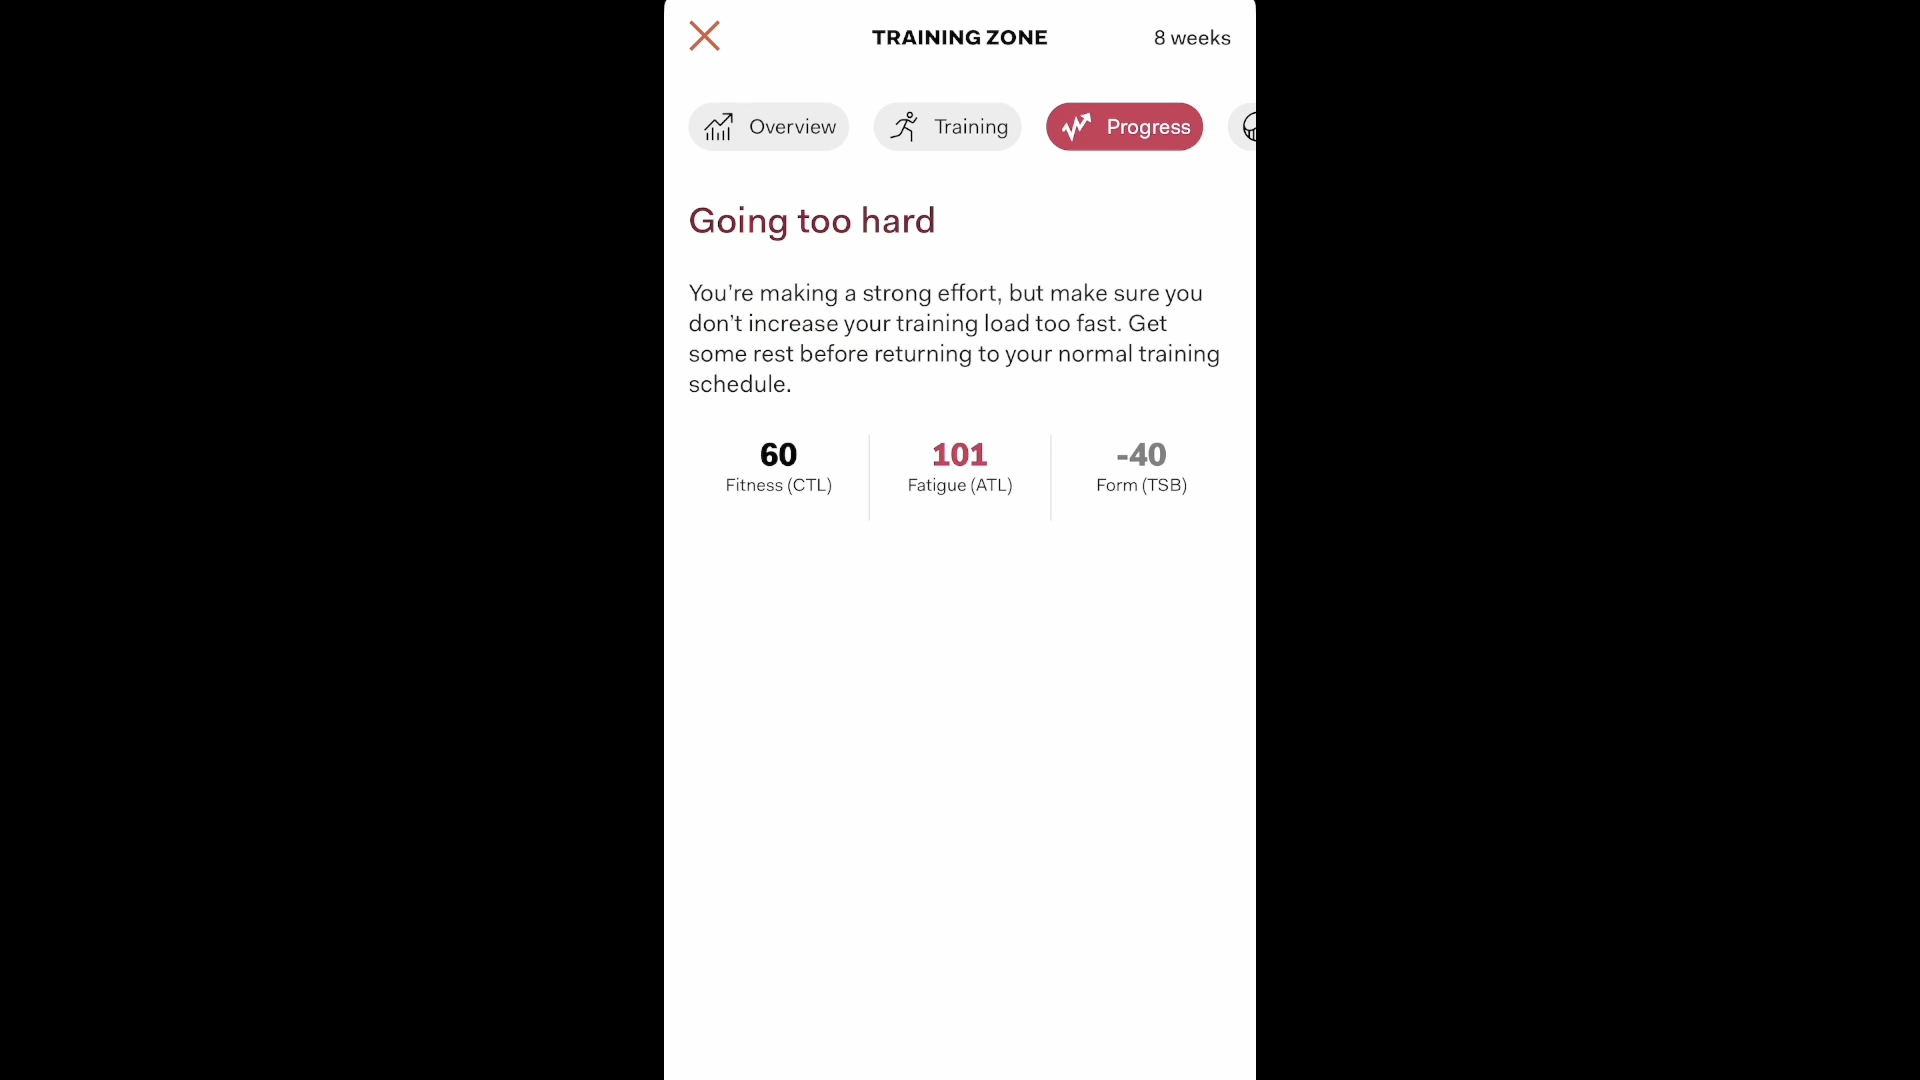 TRAINING ZONE
8 weeks
Overview
Training
Progress
Going too hard
You’re making a strong effort, but make sure you
don’t increase your training load too fast. Get
some rest before returning to your normal training
schedule.
60
Fitness (CTL)
101
Fatigue (ATL)
-40
Form (TSB)